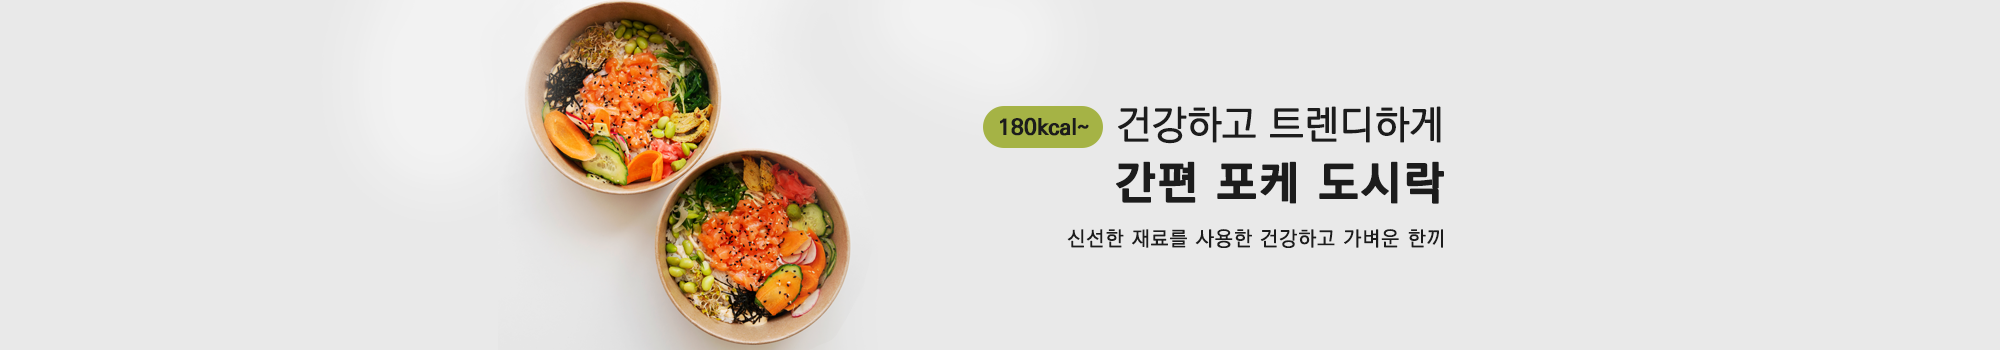 180kcal~ 건강하고 트렌디하게
간편 포케 도시락
신선한 재료를 사용한 건강하고 가벼운 한끼